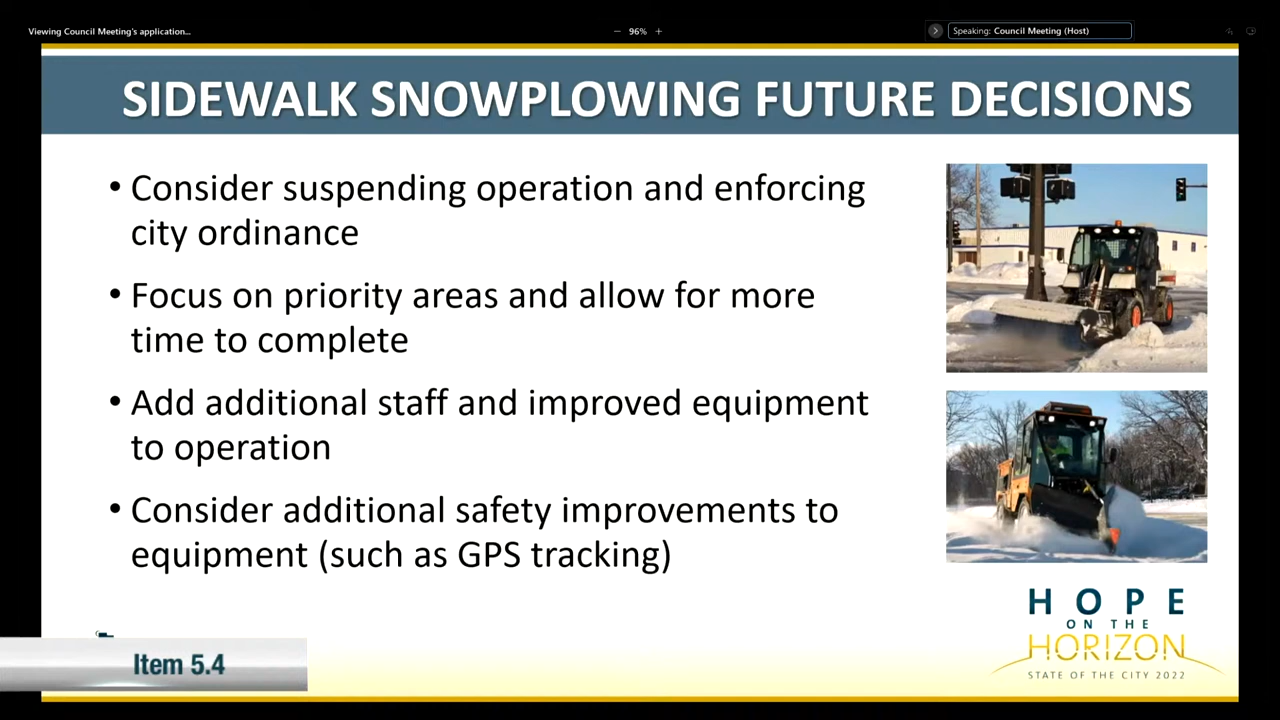 Viewing Council Meeting's application...
− 96% +
Speaking: Council Meeting (Host)
SIDEWALK SNOWPLOWING FUTURE DECISIONS
• Consider suspending operation and enforcing
city ordinance
• Focus on priority areas and allow for more
time to complete
• Add additional staff and improved equipment
to operation
• Consider additional safety improvements to
equipment (such as GPS tracking)
HOPE
ON THE
HORIZON
STATE OF THE CITY 2022
Item 5.4